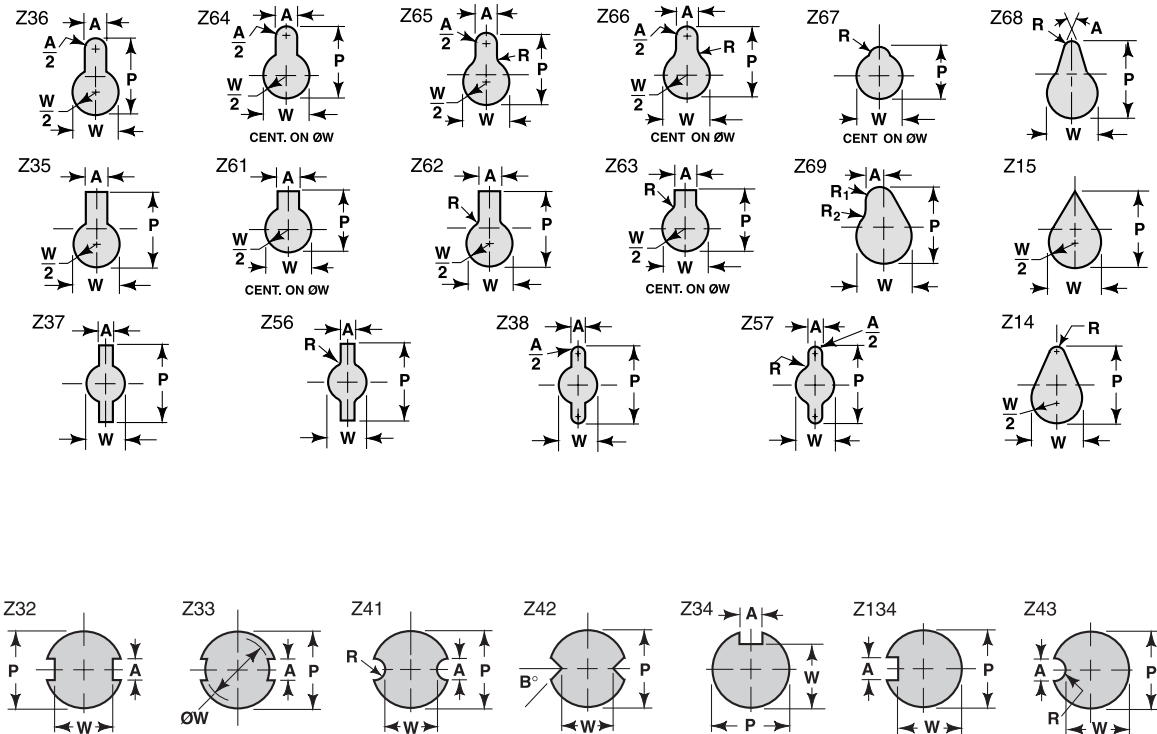 Z36 Z64 Z65 Z66 Z67 Z68
A A A A R A
A/2 A/2 A/2 R A/2 R
P P P P P P
W/2 W/2 W/2 W/2
W W W W W W
CENT. ON ØW CENT ON ØW CENT ON ØW
Z35 Z61 Z62 Z63 Z69 Z15
A A A A A
R R R1
R2
P P P P P P
W/2 W/2 W/2 W/2 W/2
W W W W W W
CENT. ON ØW CENT. ON ØW
Z37 Z56 Z38 Z57 Z14
A A A A A/2 R
R A/2 R
P P P P P
W/2
W W W W W
Z32 Z33 Z41 Z42 Z34 Z134 Z43
A
R
P A A P A P P W A P A P
B°
W ØW W W P W R W